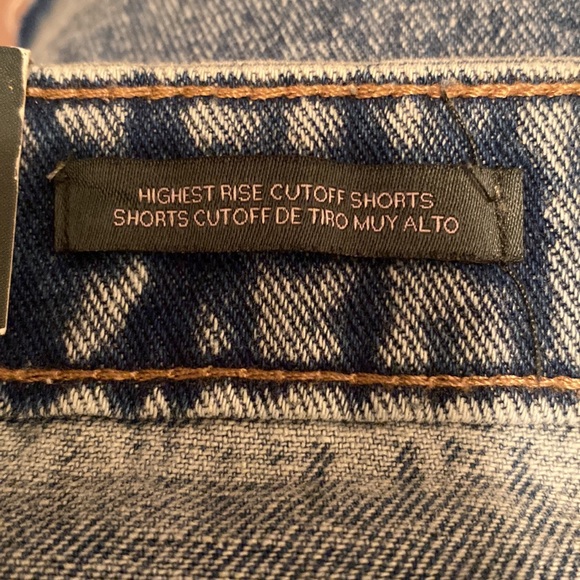 HIGHEST RISE CUTOFF SHORTS
SHORTS CUTOFF DE TIRO MUY ALTO